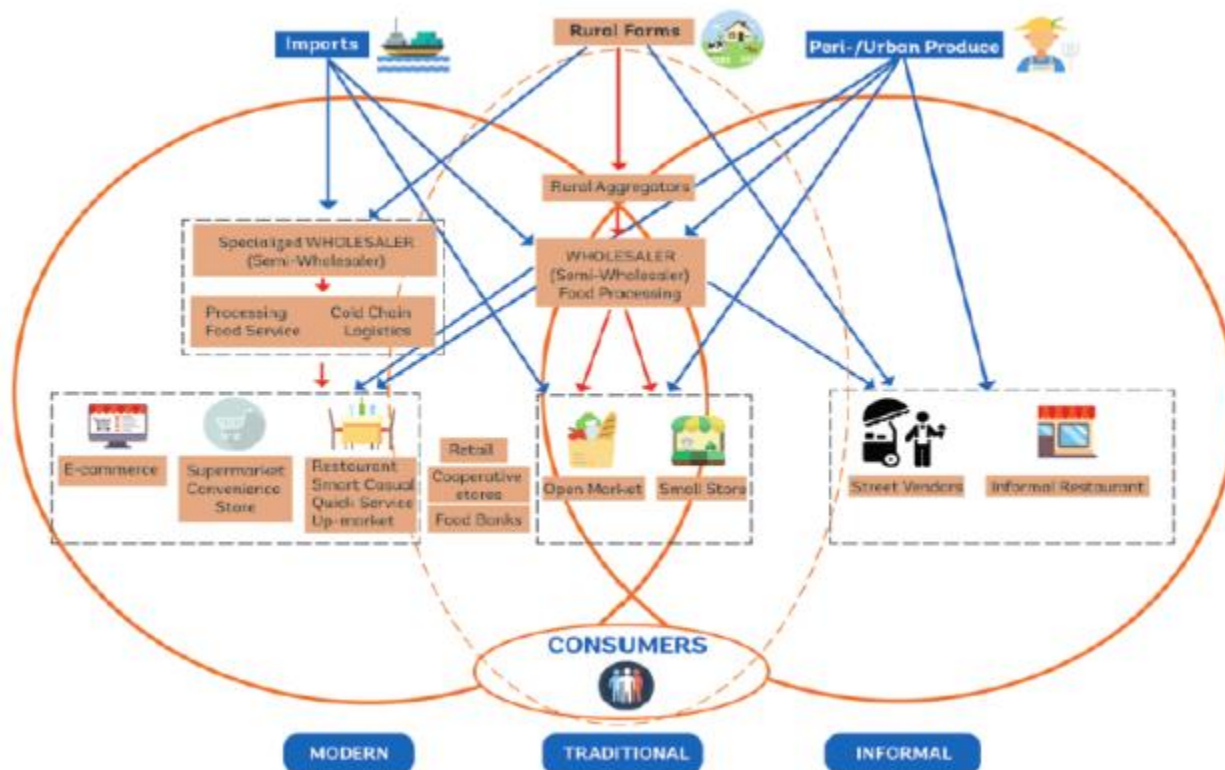 Imports
Rural Farms
Peri-/Urban Produce
Rural Aggregators
Specialized WHOLESALER
(Semi-Wholesaler)
WHOLESALER
(Semi-Wholesaler)
Food Processing
Processing
Food Service
Cold Chain
Logistics
E-commerce
Supermarket
Convenience
Store
Restaurant
Smart Casual
Quick Service
Up-market
Retail
Cooperative
stores
Food Banks
Open Market
Small Store
Street Vendors
Informal Restaurant
CONSUMERS
MODERN
TRADITIONAL
INFORMAL